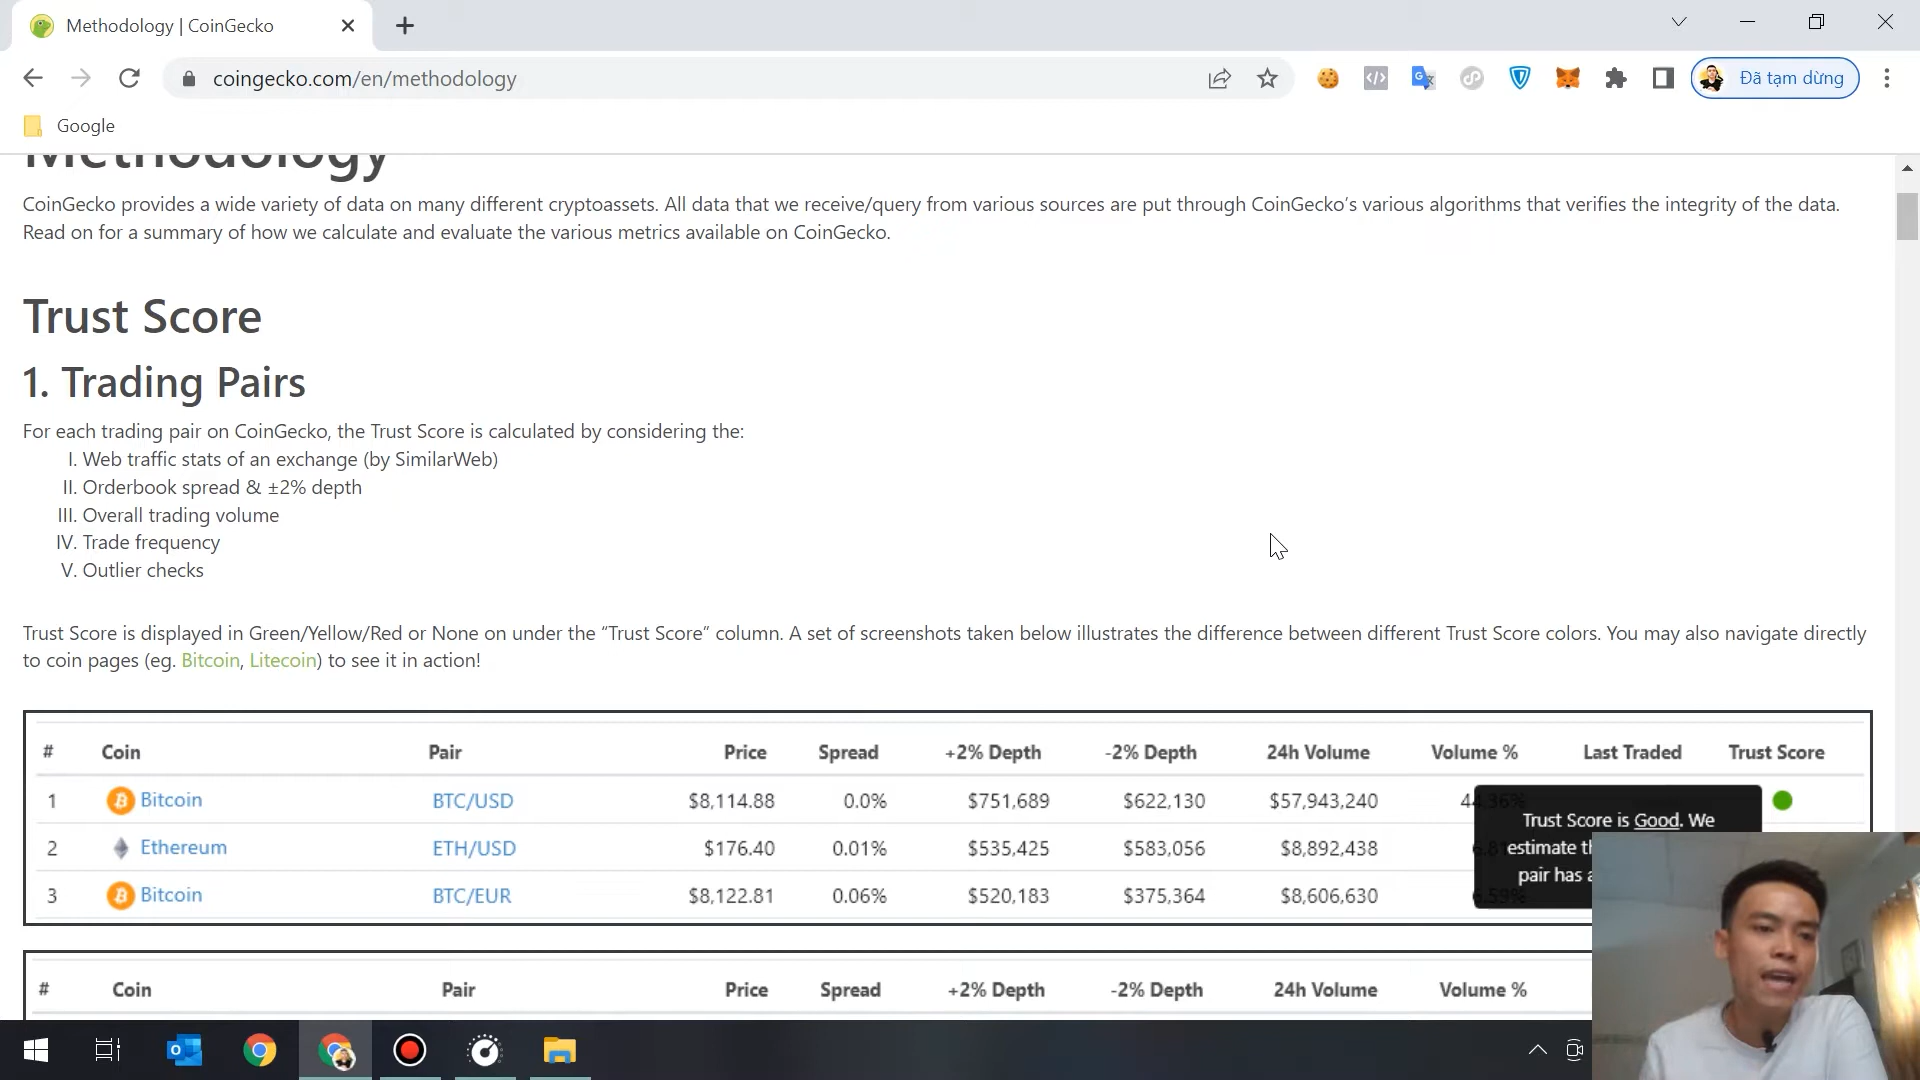 Methodology | CoinGecko
coingecko.com/en/methodology
Đã tạm dừng
Google
Methodology
CoinGecko provides a wide variety of data on many different cryptoassets. All data that we receive/query from various sources are put through CoinGecko's various algorithms that verifies the integrity of the data.
Read on for a summary of how we calculate and evaluate the various metrics available on CoinGecko.
Trust Score
1. Trading Pairs
For each trading pair on CoinGecko, the Trust Score is calculated by considering the:
I. Web traffic stats of an exchange (by SimilarWeb)
II. Orderbook spread & ±2% depth
III. Overall trading volume
IV. Trade frequency
V. Outlier checks
Trust Score is displayed in Green/Yellow/Red or None on under the “Trust Score” column. A set of screenshots taken below illustrates the difference between different Trust Score colors. You may also navigate directly
to coin pages (eg. Bitcoin, Litecoin) to see it in action!
# Coin Pair Price Spread +2% Depth -2% Depth 24h Volume Volume % Last Traded Trust Score
1 Bitcoin BTC/USD $8,114.88 0.0% $751,689 $622,130 $57,943,240 44.36%
Trust Score is Good. We
2 Ethereum ETH/USD $176.40 0.01% $535,425 $583,056 $8,892,438
estimate
pair has
3 Bitcoin BTC/EUR $8,122.81 0.06% $520,183 $375,364 $8,606,630 6.59%
# Coin Pair Price Spread +2% Depth -2% Depth 24h Volume Volume %